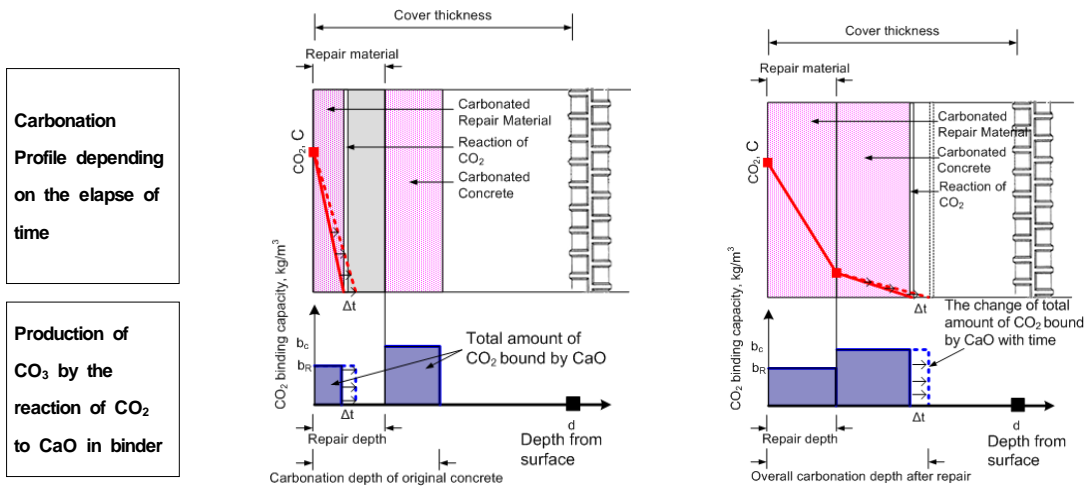 Carbonation
Profile depending
on the elapse of
time
Production of
CO₃ by the
reaction of CO₂
to CaO in binder
Cover thickness
Repair material
CO₂, C
Carbonated
Repair Material
Reaction of
CO₂
Carbonated
Concrete
Δt
CO₂ binding capacity, kg/m³
b_c
b_R
Total amount of
CO₂ bound by CaO
Δt
d
Repair depth
Depth from
surface
Carbonation depth of original concrete
Cover thickness
Repair material
CO₂, C
Carbonated
Repair Material
Carbonated
Concrete
Reaction of
CO₂
Δt
CO₂ binding capacity, kg/m³
b_c
b_R
The change of total
amount of CO₂ bound
by CaO with time
Δt
d
Repair depth
Depth from
surface
Overall carbonation depth after repair